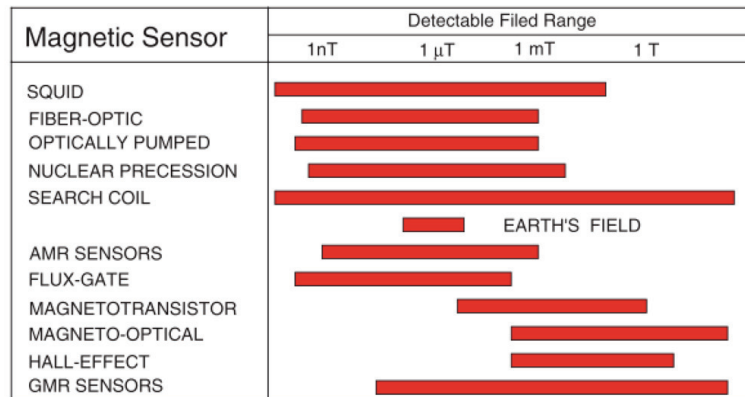 Magnetic Sensor
Detectable Filed Range
1nT 1 μT 1 mT 1 T
SQUID
FIBER-OPTIC
OPTICALLY PUMPED
NUCLEAR PRECESSION
SEARCH COIL
EARTH'S FIELD
AMR SENSORS
FLUX-GATE
MAGNETOTRANSISTOR
MAGNETO-OPTICAL
HALL-EFFECT
GMR SENSORS